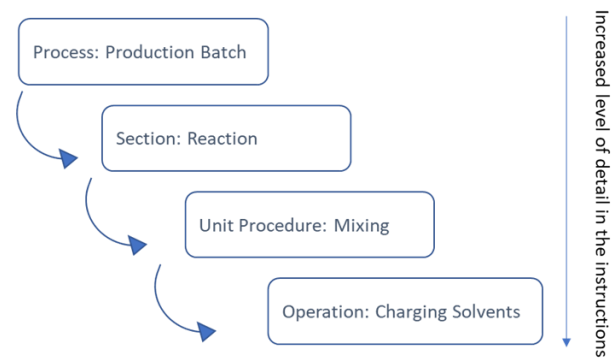 Process: Production Batch
Section: Reaction
Unit Procedure: Mixing
Operation: Charging Solvents
Increased level of detail in the instructions